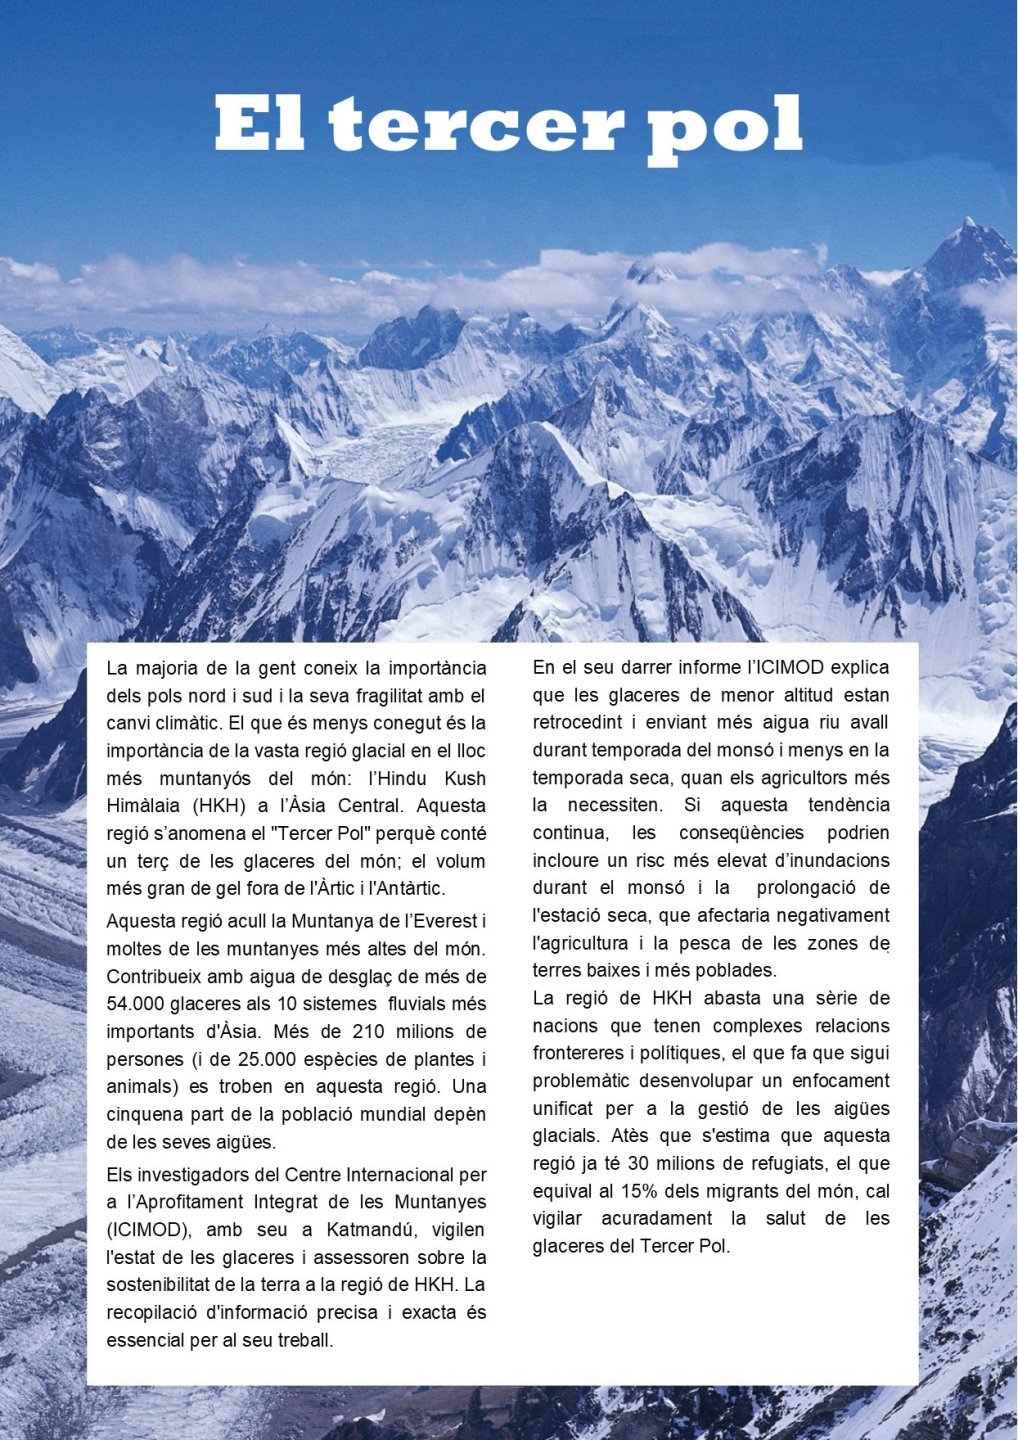 El tercer pol
La majoria de la gent coneix la importància
dels pols nord i sud i la seva fragilitat amb el
canvi climàtic. El que és menys conegut és la
importància de la vasta regió glacial en el lloc
més muntanyós del món: l’Hindu Kush
Himàlaia (HKH) a l’Àsia Central. Aquesta
regió s’anomena el "Tercer Pol" perquè conté
un terç de les glaceres del món; el volum
més gran de gel fora de l'Àrtic i l'Antàrtic.
Aquesta regió acull la Muntanya de l’Everest i
moltes de les muntanyes més altes del món.
Contribueix amb aigua de desglaç de més de
54.000 glaceres als 10 sistemes fluvials més
importants d'Àsia. Més de 210 milions de
persones (i de 25.000 espècies de plantes i
animals) es troben en aquesta regió. Una
cinquena part de la població mundial depèn
de les seves aigües.
Els investigadors del Centre Internacional per
a l’Aprofitament Integrat de les Muntanyes
(ICIMOD), amb seu a Katmandú, vigilen
l'estat de les glaceres i assessoren sobre la
sostenibilitat de la terra a la regió de HKH. La
recopilació d'informació precisa i exacta és
essencial per al seu treball.
En el seu darrer informe l’ICIMOD explica
que les glaceres de menor altitud estan
retrocedint i enviant més aigua riu avall
durant temporada del monsó i menys en la
temporada seca, quan els agricultors més
la necessiten. Si aquesta tendència
continua, les conseqüències podrien
incloure un risc més elevat d’inundacions
durant el monsó i la prolongació de
l'estació seca, que afectaria negativament
l'agricultura i la pesca de les zones de
terres baixes i més poblades.
La regió de HKH abasta una sèrie de
nacions que tenen complexes relacions
frontereres i polítiques, el que fa que sigui
problemàtic desenvolupar un enfocament
unificat per a la gestió de les aigües
glacials. Atès que s'estima que aquesta
regió ja té 30 milions de refugiats, el que
equival al 15% dels migrants del món, cal
vigilar acuradament la salut de les
glaceres del Tercer Pol.